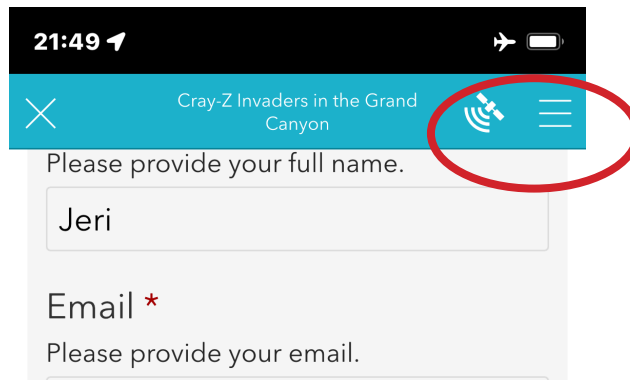 21:49
Cray-Z Invaders in the Grand
Canyon
Please provide your full name.
Jeri
Email *
Please provide your email.